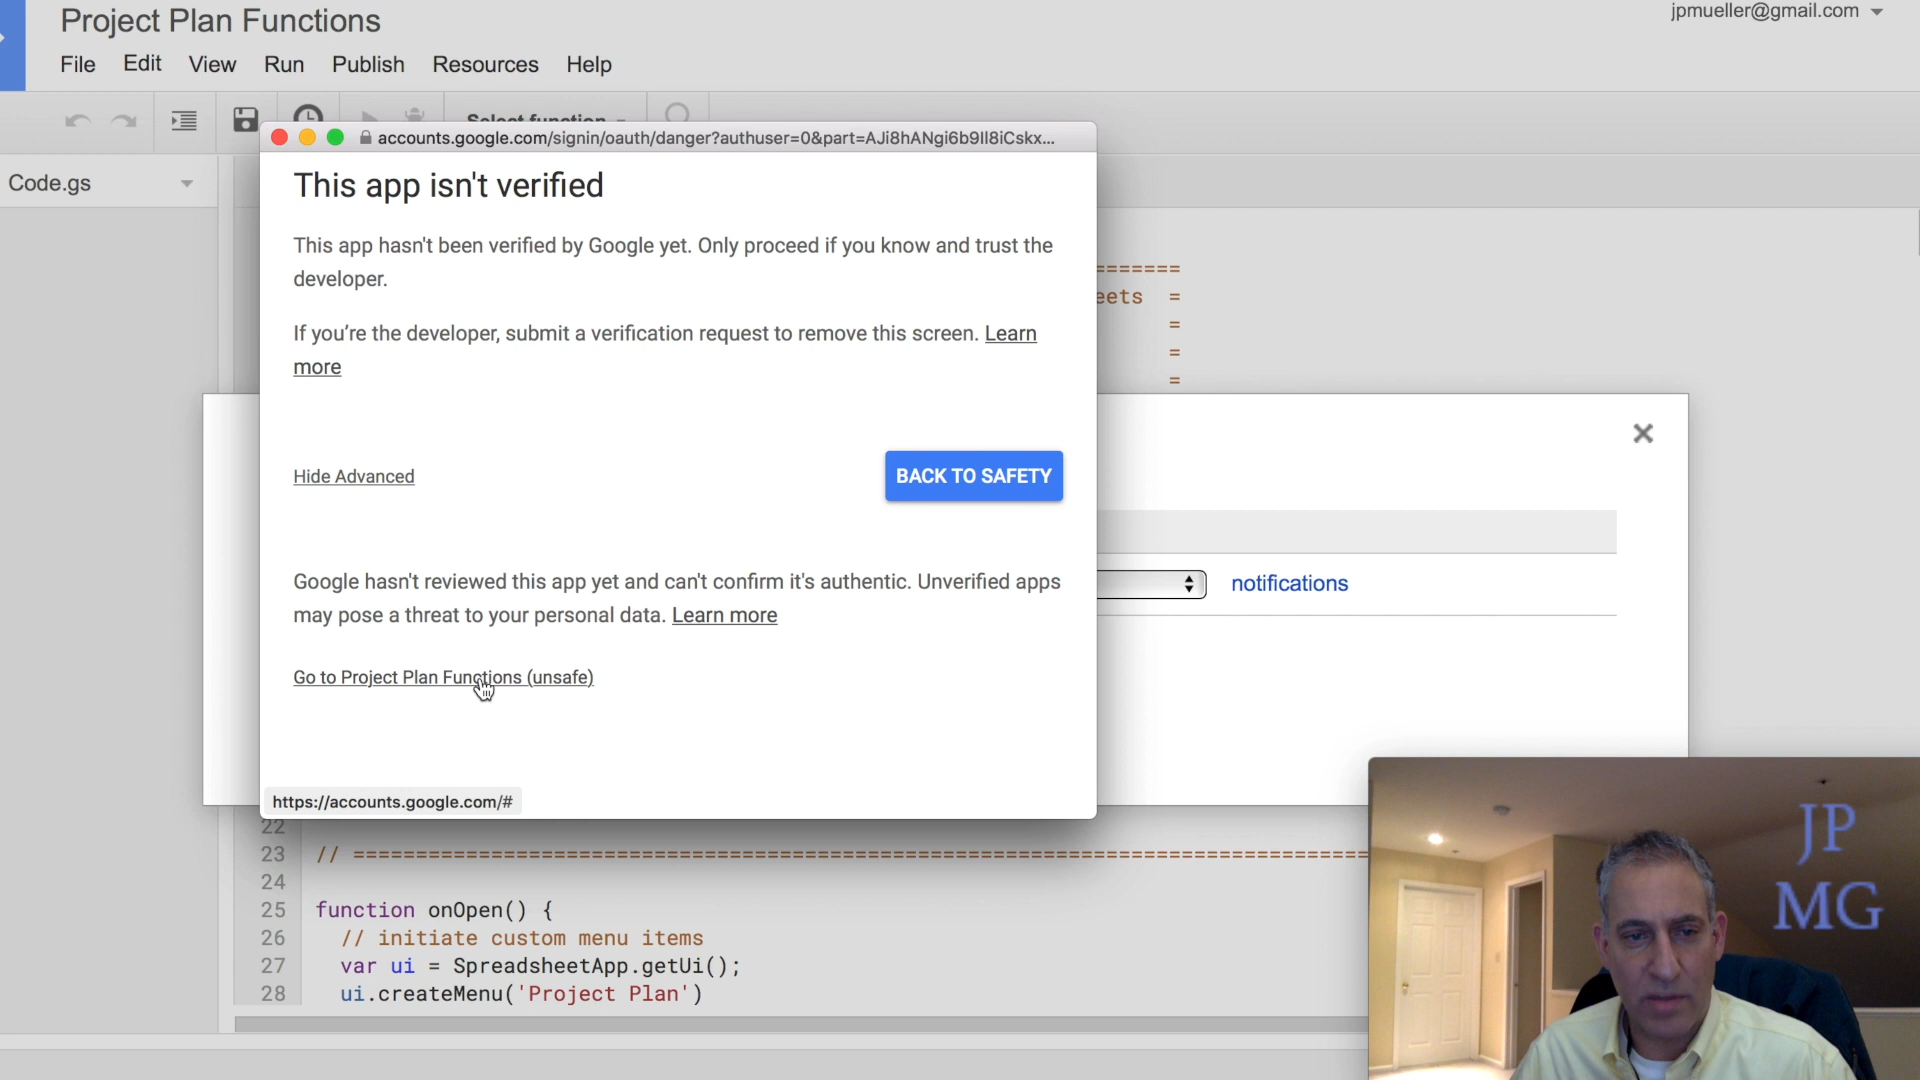 Project Plan Functions
jpmueller@gmail.com
File Edit View Run Publish Resources Help
Select function
accounts.google.com/signin/oauth/danger?authuser=0&part=AJi8hANgi6b9Il8iCskx...
Code.gs
This app isn't verified
This app hasn't been verified by Google yet. Only proceed if you know and trust the
developer.
=======
eets =
=
=
=
If you’re the developer, submit a verification request to remove this screen. Learn
more
Hide Advanced
BACK TO SAFETY
Google hasn't reviewed this app yet and can't confirm it's authentic. Unverified apps
may pose a threat to your personal data. Learn more
notifications
Go to Project Plan Functions (unsafe)
https://accounts.google.com/#
22
23 // ====================================================================================
24
25 function onOpen() {
26 // initiate custom menu items
27 var ui = SpreadsheetApp.getUi();
28 ui.createMenu('Project Plan')
JP
MG